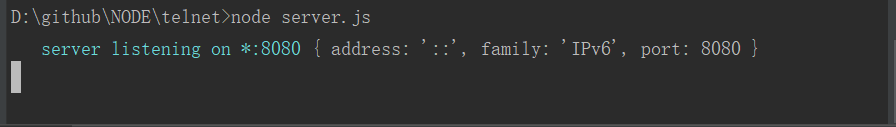 D:\github\NODE\telnet>node server.js
server listening on *:8080 { address: '::', family: 'IPv6', port: 8080 }